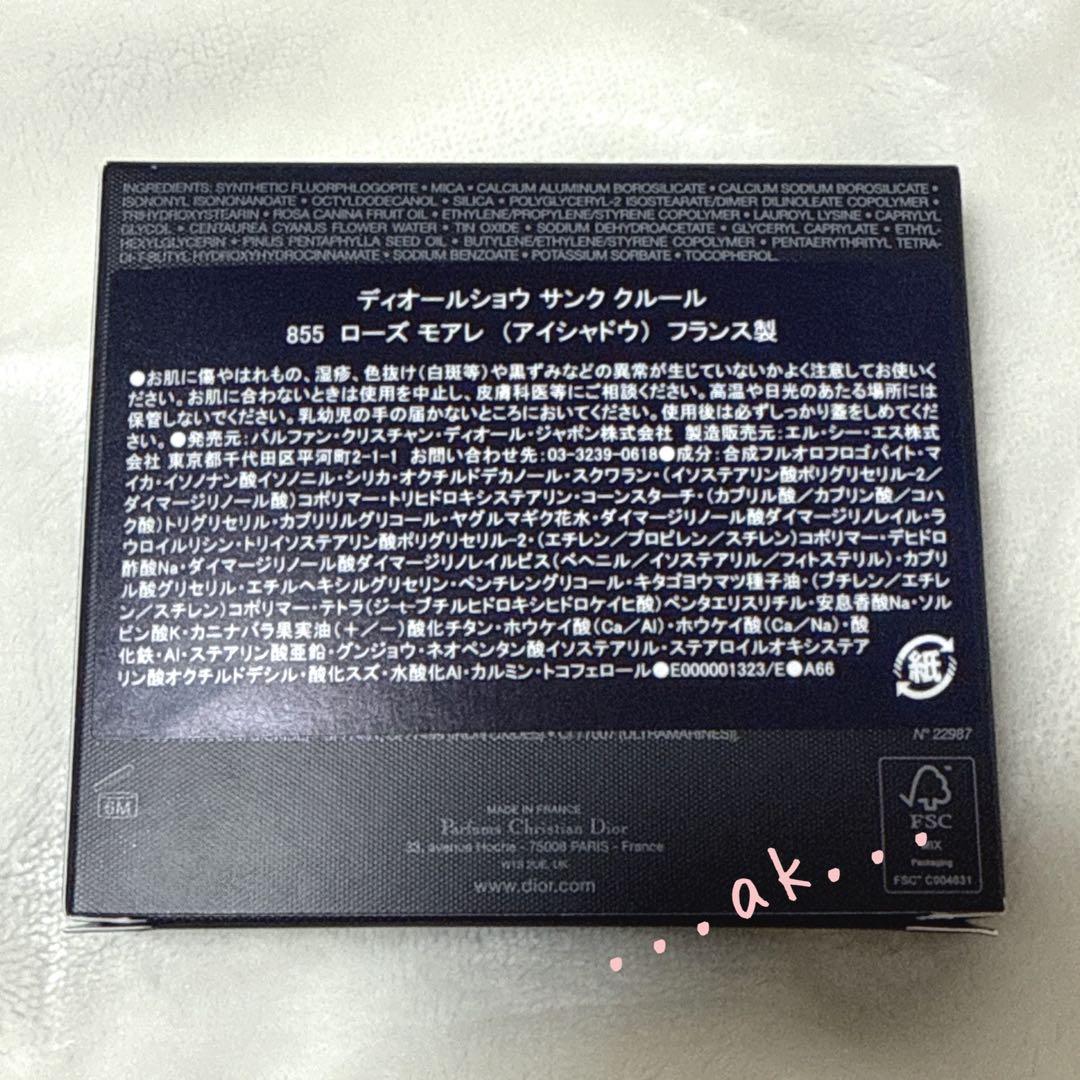 INGREDIENTS: SYNTHETIC FLUORPHLOGOPITE • MICA • CALCIUM ALUMINUM BOROSILICATE • CALCIUM SODIUM BOROSILICATE •
ISONONYL ISONONANOATE • OCTYLDODECANOL • SILICA • POLYGLYCERYL-2 ISOSTEARATE/DIMER DILINOLEATE COPOLYMER •
TRIHYDROXYSTEARIN • ROSA CANINA FRUIT OIL • ETHYLENE/PROPYLENE/STYRENE COPOLYMER • LAUROYL LYSINE • CAPRYLYL
GLYCOL • CENTAUREA CYANUS FLOWER WATER • TIN OXIDE • SODIUM DEHYDROACETATE • GLYCERYL CAPRYLATE • ETHYL-
HEXYLGLYCERIN • PINUS PENTAPHYLLA SEED OIL • BUTYLENE/ETHYLENE/STYRENE COPOLYMER • PENTAERYTHRITYL TETRA-
DI-T-BUTYL HYDROXYHYDROCINNAMATE • SODIUM BENZOATE • POTASSIUM SORBATE • TOCOPHEROL.
ディオールショウ サンク クルール
855 ローズ モアレ (アイシャドウ) フランス製
●お肌に傷やはれもの、湿疹、色抜け(白斑等)や黒ずみなどの異常が生じていないかよく注意してお使いく
ださい。お肌に合わないときは使用を中止し、皮膚科医等にご相談ください。高温や日光のあたる場所には
保管しないでください。乳幼児の手の届かないところにおいてください。使用後は必ずしっかり蓋をしめてくだ
さい。●発売元:パルファン・クリスチャン・ディオール・ジャポン株式会社 製造販売元:エル・シー・エス株式
会社 東京都千代田区平河町2-1-1 お問い合わせ先:03-3239-0618●成分:合成フルオロフロゴパイト・マ
イカ・イソノナン酸イソノニル・シリカ・オクチルドデカノール・スクワラン・(イソステアリン酸ポリグリセリル-2/
ダイマージリノール酸)コポリマー・トリヒドロキシステアリン・コーンスターチ・(カプリル酸/カプリン酸/コハ
ク酸)トリグリセリル・カプリリルグリコール・ヤグルマギク花水・ダイマージリノール酸ダイマージリノレイル・ラ
ウロイルリシン・トリイソステアリン酸ポリグリセリル-2・(エチレン/プロピレン/スチレン)コポリマー・デヒドロ
酢酸Na・ダイマージリノール酸ダイマージリノレイルビス(ベヘニル/イソステアリル/フィトステリル)・カプリ
ル酸グリセリル・エチルヘキシルグリセリン・ペンチレングリコール・キタゴヨウマツ種子油・(ブチレン/エチレ
ン/スチレン)コポリマー・テトラ(ジ-t-ブチルヒドロキシヒドロケイヒ酸)ペンタエリスリチル・安息香酸Na・ソル
ビン酸K・カニナバラ果実油(+/-)酸化チタン・ホウケイ酸(Ca/Al)・ホウケイ酸(Ca/Na)・酸
化鉄・Al・ステアリン酸亜鉛・グンジョウ・ネオペンタン酸イソステアリル・ステアロイルオキシステア
リン酸オクチルドデシル・酸化スズ・水酸化Al・カルミン・トコフェロール●E000001323/E●A66
紙
(IRON OXIDES) • CI 77007 (ULTRAMARINES)].
N° 22987
6M
MADE IN FRANCE
Parfums Christian Dior
33, avenue Hoche - 75008 PARIS - France
W1S 2UE, UK
www.dior.com
FSC
MIX
Packaging
FSC™ C004631
...ak...